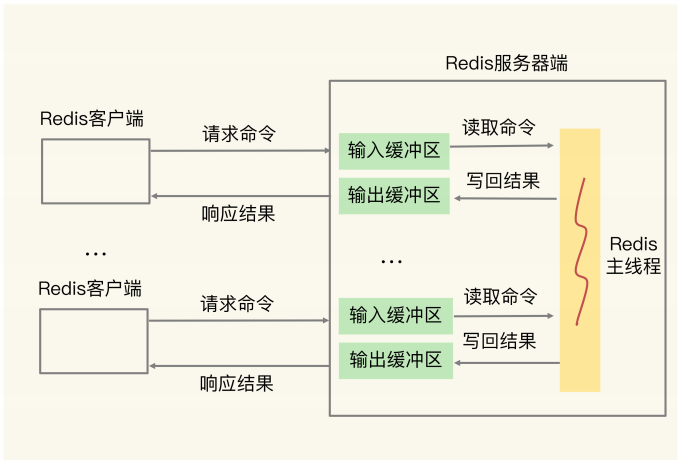 Redis服务器端
Redis客户端
请求命令
输入缓冲区
读取命令
输出缓冲区
写回结果
响应结果
...
...
Redis
主线程
Redis客户端
请求命令
输入缓冲区
读取命令
输出缓冲区
写回结果
响应结果